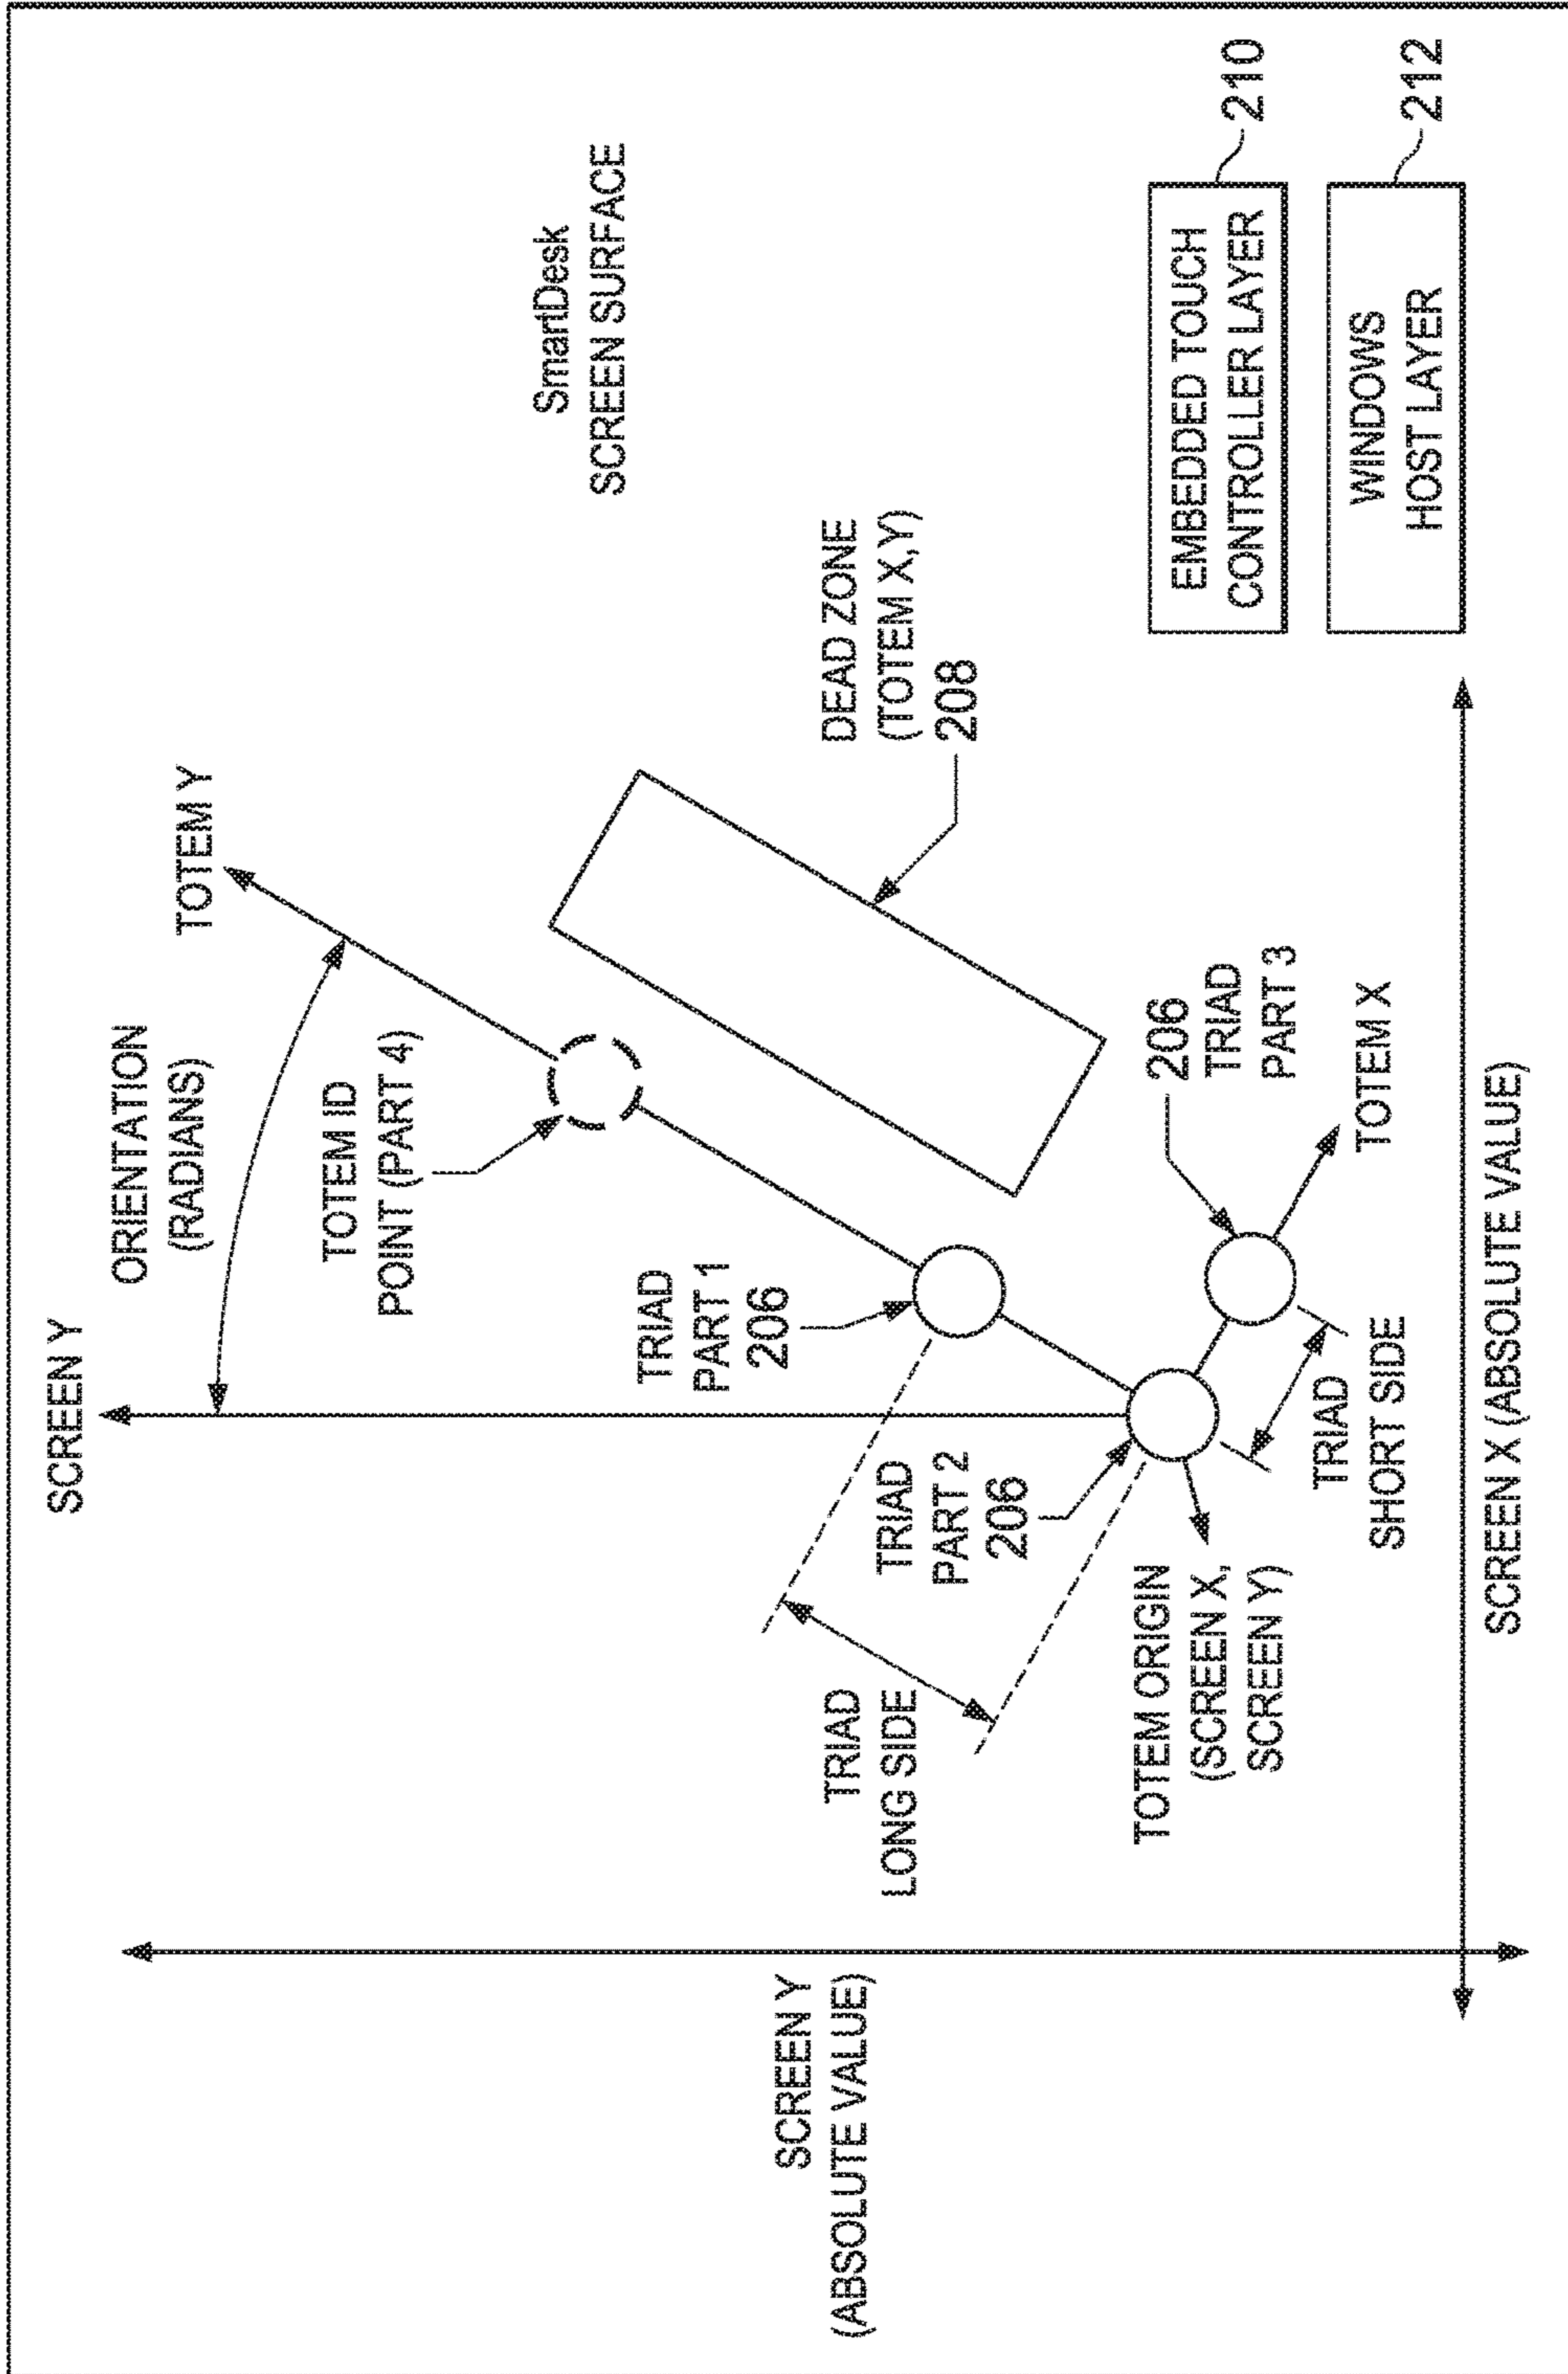 SCREEN Y
ORIENTATION
(RADIANS)
TOTEM Y
TOTEM ID
POINT (PART 4)
SmartDesk
SCREEN SURFACE
TRIAD
PART 1
206
DEAD ZONE
(TOTEM X,Y)
208
SCREEN Y
(ABSOLUTE VALUE)
TRIAD
LONG SIDE
TRIAD
PART 2
206
206
TRIAD
PART 3
TOTEM ORIGIN
(SCREEN X,
SCREEN Y)
TRIAD
SHORT SIDE
TOTEM X
EMBEDDED TOUCH
CONTROLLER LAYER
210
WINDOWS
HOST LAYER
212
SCREEN X (ABSOLUTE VALUE)